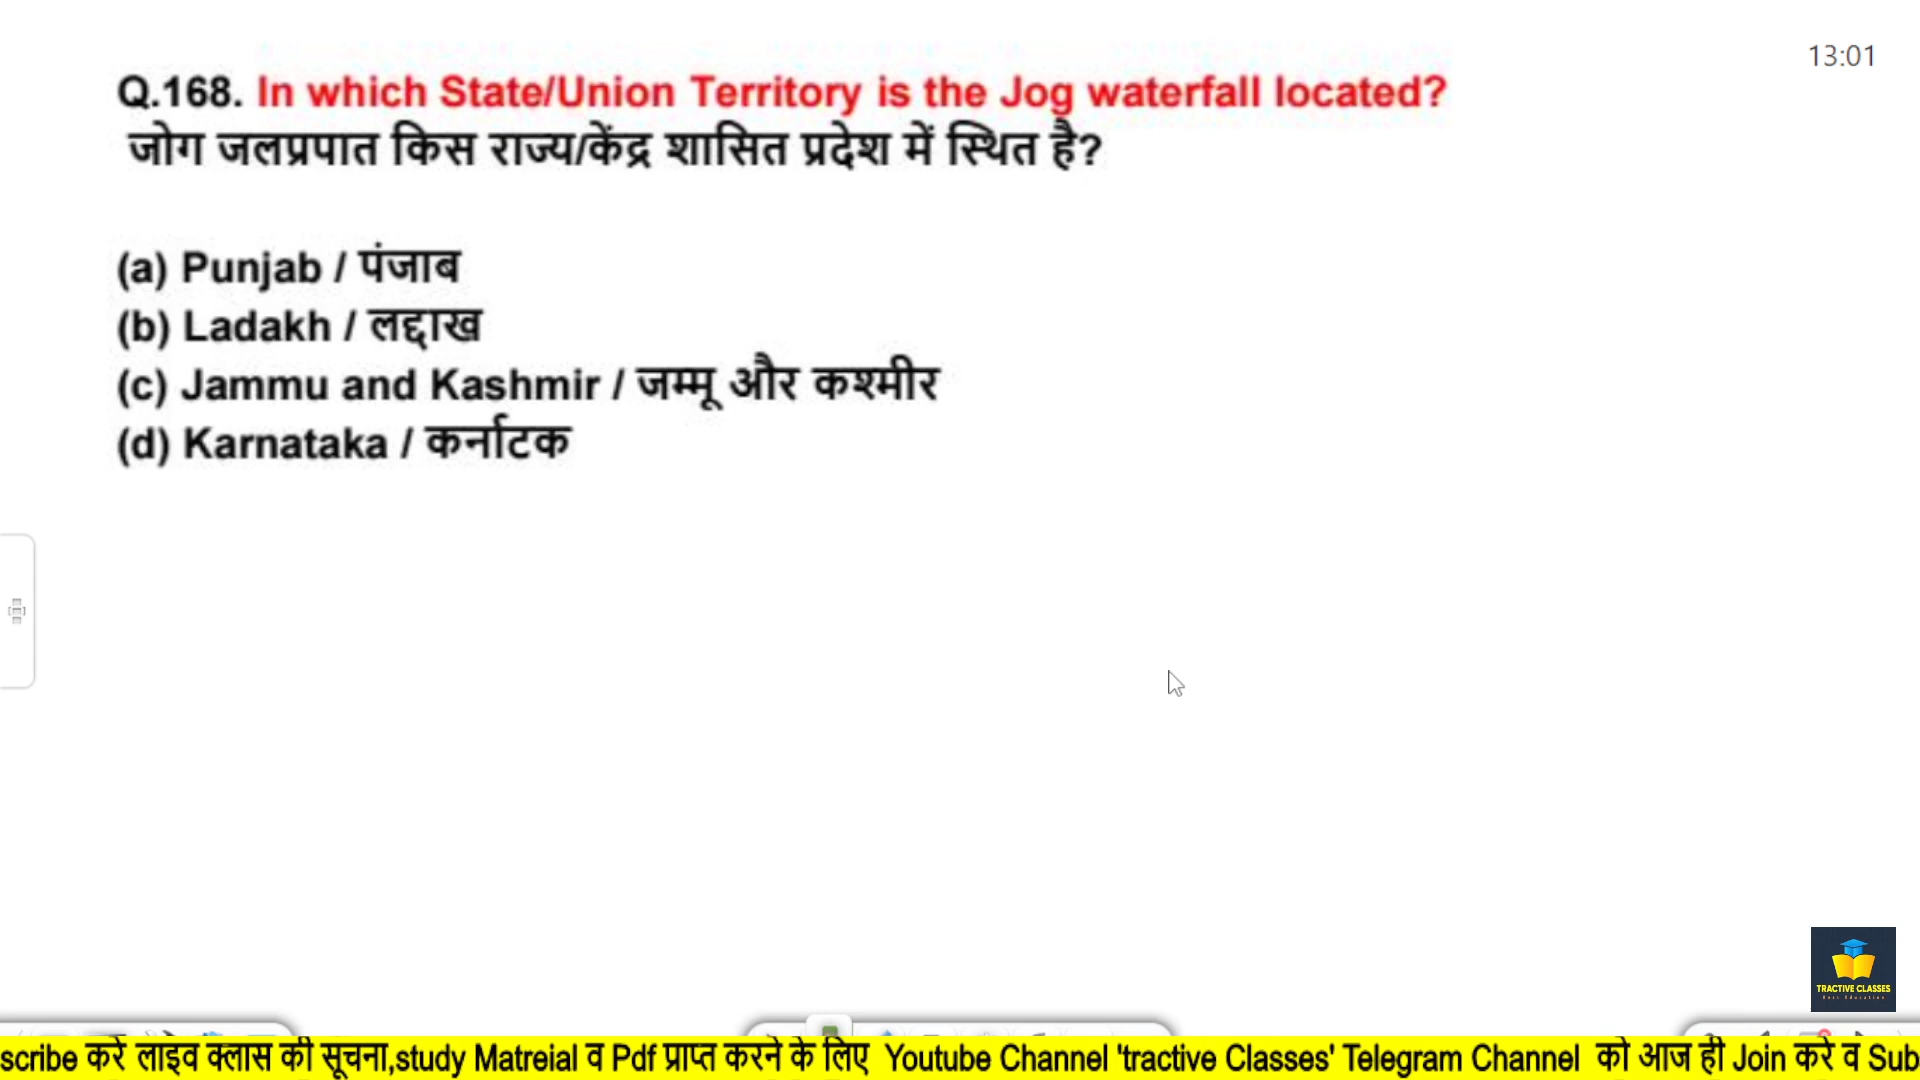 13:01
Q.168. In which State/Union Territory is the Jog waterfall located?
जोग जलप्रपात किस राज्य/केंद्र शासित प्रदेश में स्थित है?
(a) Punjab / पंजाब
(b) Ladakh / लद्दाख
(c) Jammu and Kashmir / जम्मू और कश्मीर
(d) Karnataka / कर्नाटक
TRACTIVE CLASSES
Best Education
scribe करें लाइव क्लास की सूचना,study Matreial व Pdf प्राप्त करने के लिए Youtube Channel 'tractive Classes' Telegram Channel को आज ही Join करे व Sub